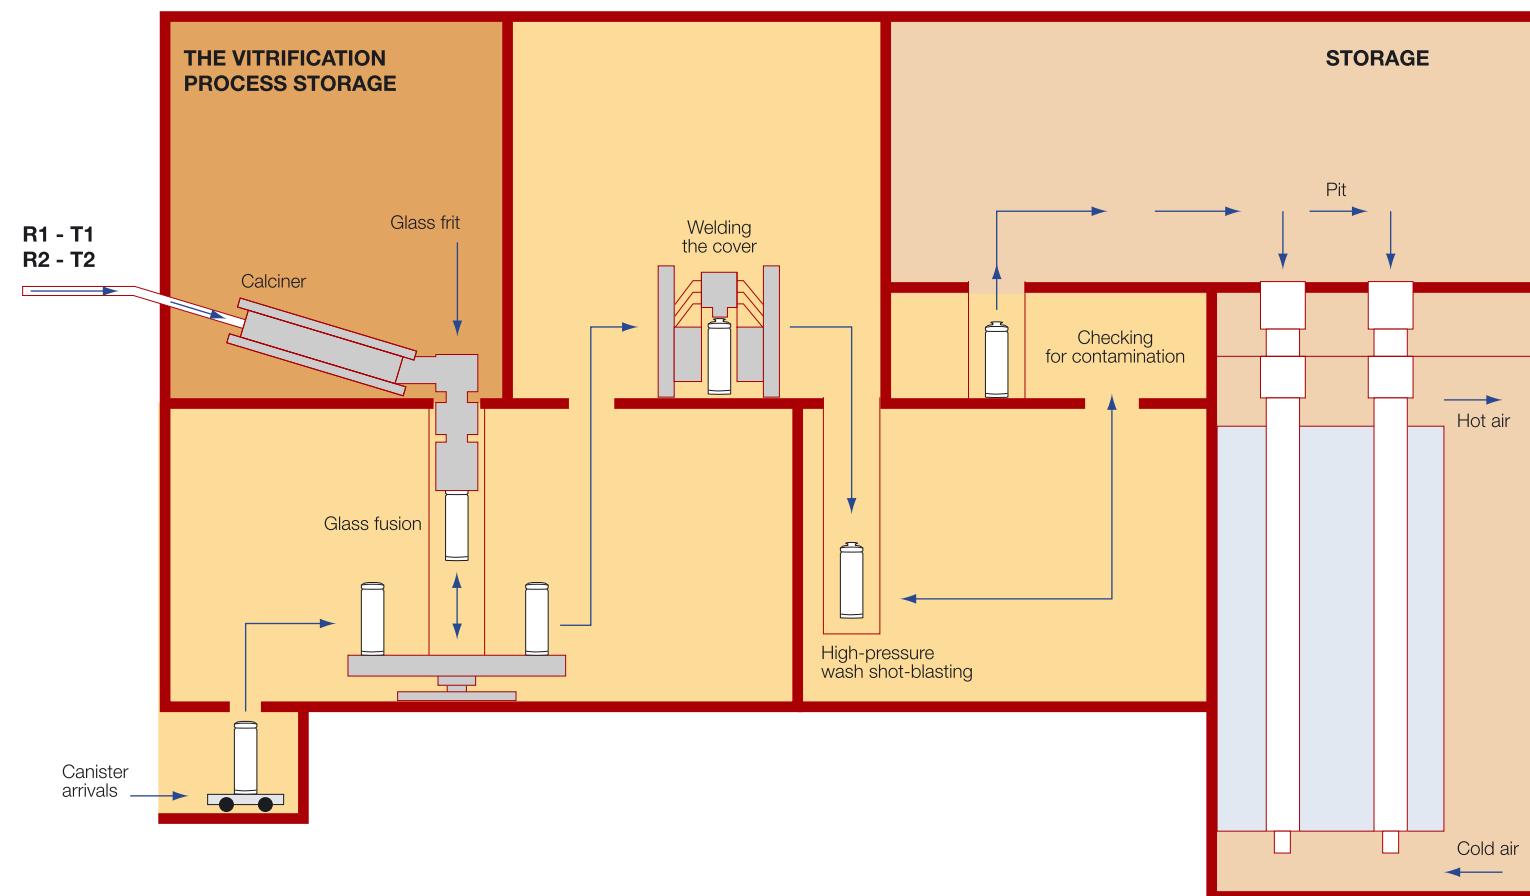 THE VITRIFICATION
PROCESS STORAGE
STORAGE
Pit
Glass frit
R1 - T1
R2 - T2
Calciner
Welding
the cover
Checking
for contamination
Hot air
Glass fusion
High-pressure
wash shot-blasting
Canister
arrivals
Cold air